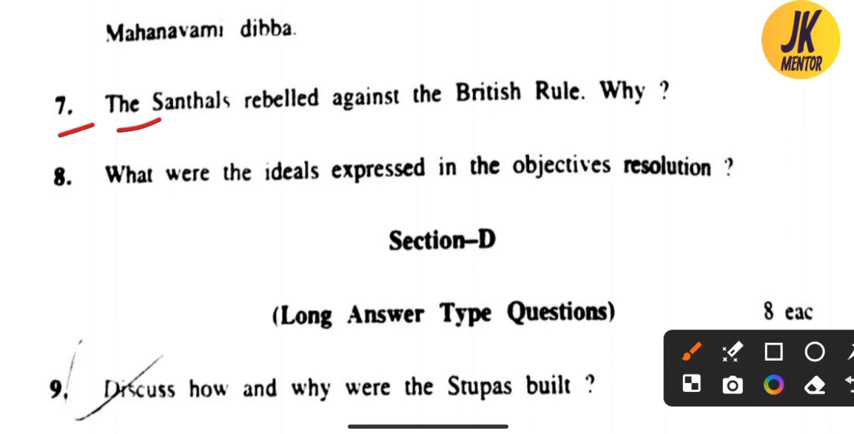 Mahanavami dibba.
JK
MENTOR
7. The Santhals rebelled against the British Rule. Why ?
8. What were the ideals expressed in the objectives resolution ?
Section–D
(Long Answer Type Questions) 8 eac
9. Discuss how and why were the Stupas built ?